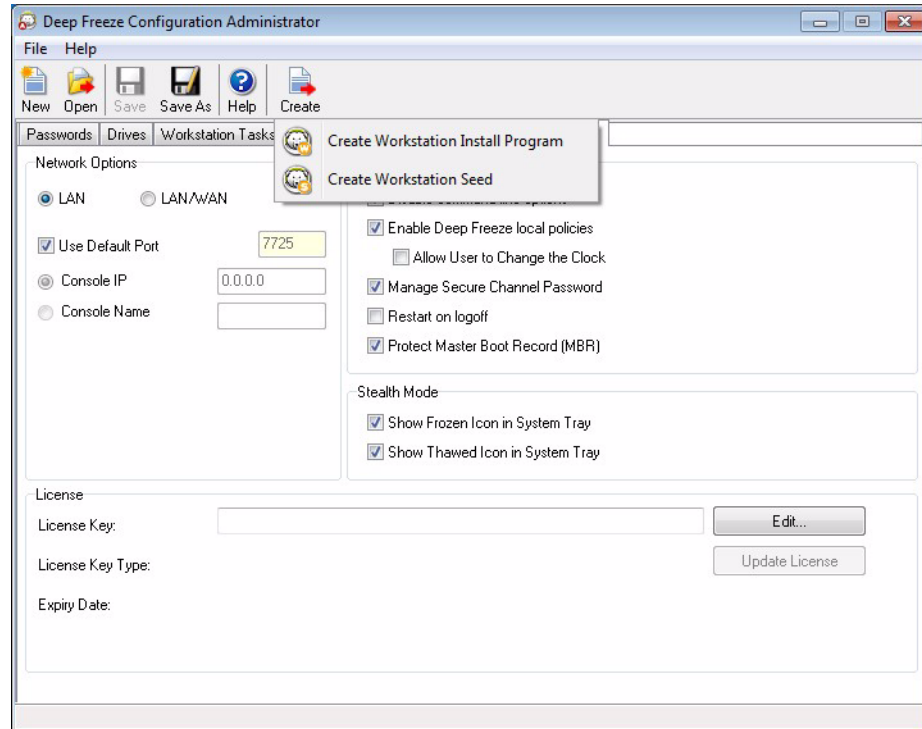 Deep Freeze Configuration Administrator
File Help
New Open Save Save As Help Create
Passwords Drives Workstation Tasks
Create Workstation Install Program
Create Workstation Seed
Network Options
LAN LAN/WAN
Use Default Port 7725
Console IP 0.0.0.0
Console Name
Enable Deep Freeze local policies
Allow User to Change the Clock
Manage Secure Channel Password
Restart on logoff
Protect Master Boot Record (MBR)
Stealth Mode
Show Frozen Icon in System Tray
Show Thawed Icon in System Tray
License
License Key: Edit...
License Key Type: Update License
Expiry Date: